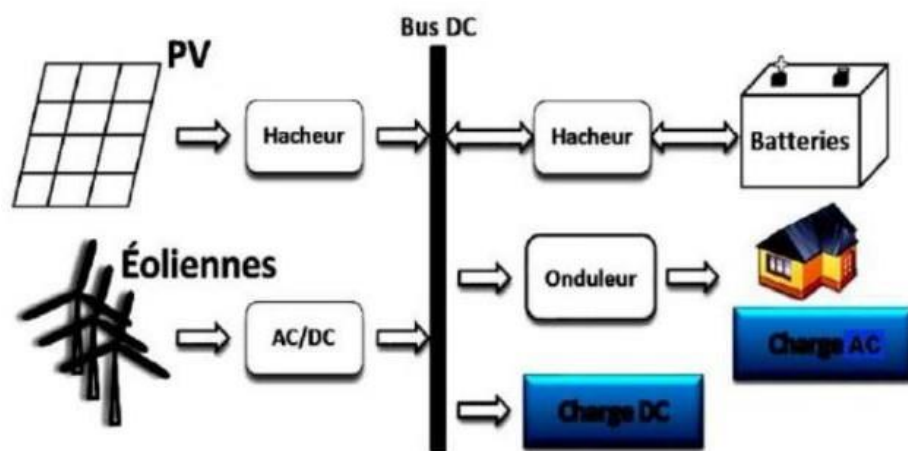 Bus DC
PV
Hacheur
Hacheur
Batteries
Éoliennes
AC/DC
Onduleur
Charge AC
Charge DC